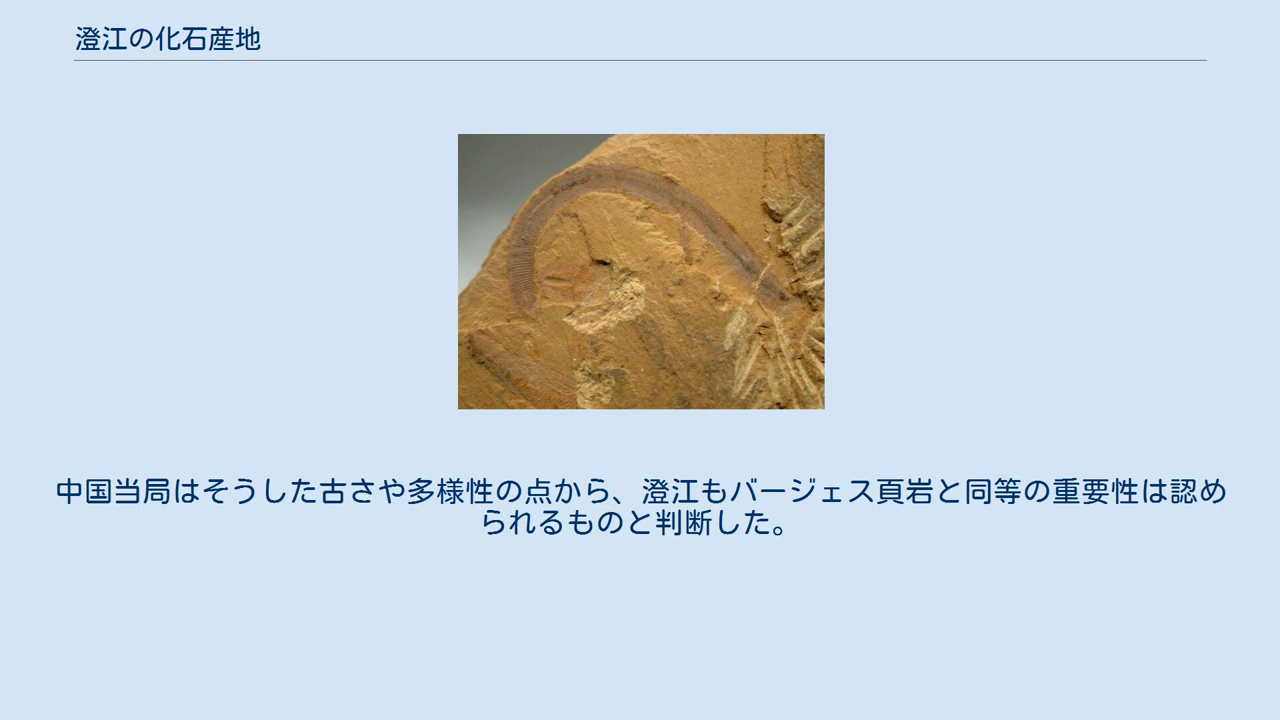 澄江の化石産地
中国当局はそうした古さや多様性の点から、澄江もバージェス頁岩と同等の重要性は認め
られるものと判断した。